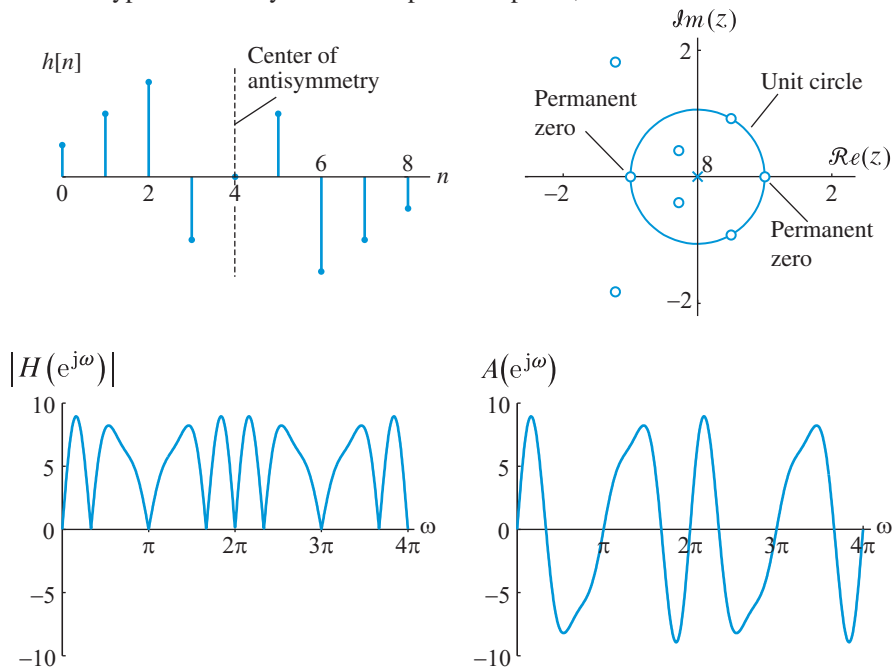 2
ℐm(z)
h[n]
Center of
antisymmetry
Unit circle
Permanent
zero
6
8
0
2
4
n
8
ℛe(z)
−2
2
Permanent
zero
−2
|H(e^jω)|
A(e^jω)
10
5
0
−5
−10
π
2π
3π
4π
ω
10
5
0
−5
−10
π
2π
3π
4π
ω